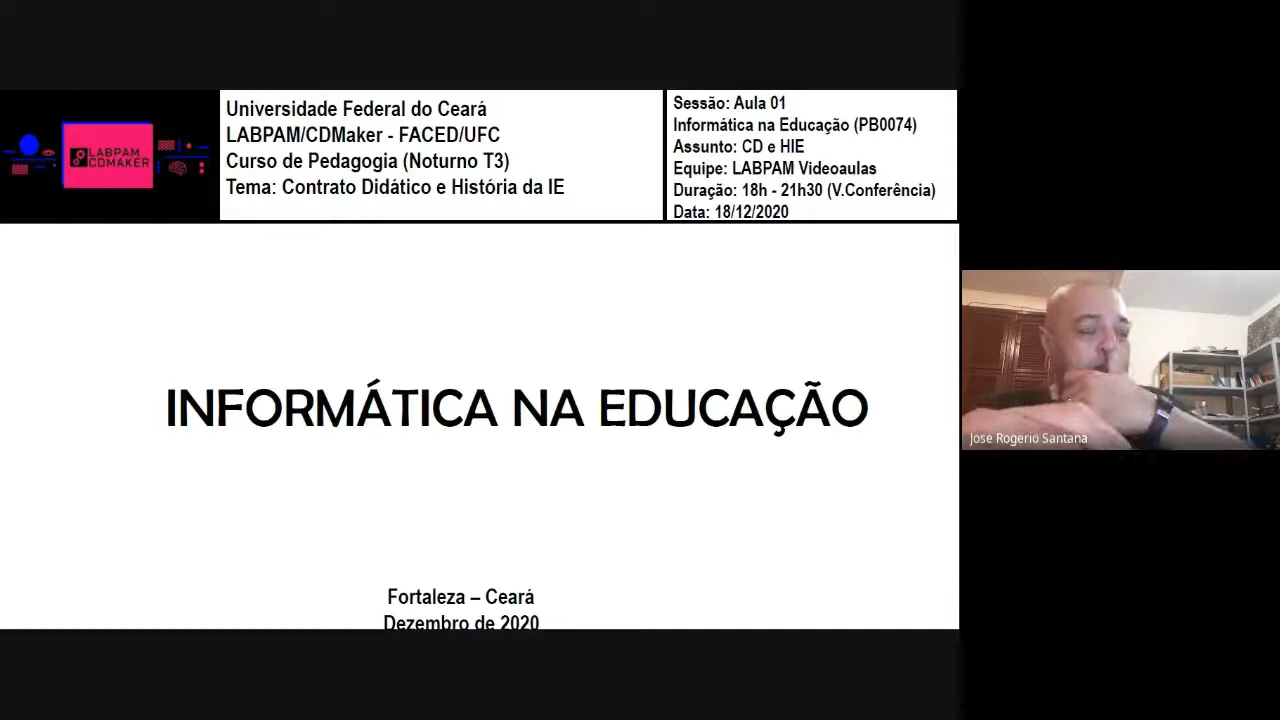 LABPAM
CDMAKER
Universidade Federal do Ceará
LABPAM/CDMaker - FACED/UFC
Curso de Pedagogia (Noturno T3)
Tema: Contrato Didático e História da IE
Sessão: Aula 01
Informática na Educação (PB0074)
Assunto: CD e HIE
Equipe: LABPAM Videoaulas
Duração: 18h - 21h30 (V.Conferência)
Data: 18/12/2020
INFORMÁTICA NA EDUCAÇÃO
Jose Rogerio Santana
Fortaleza – Ceará
Dezembro de 2020